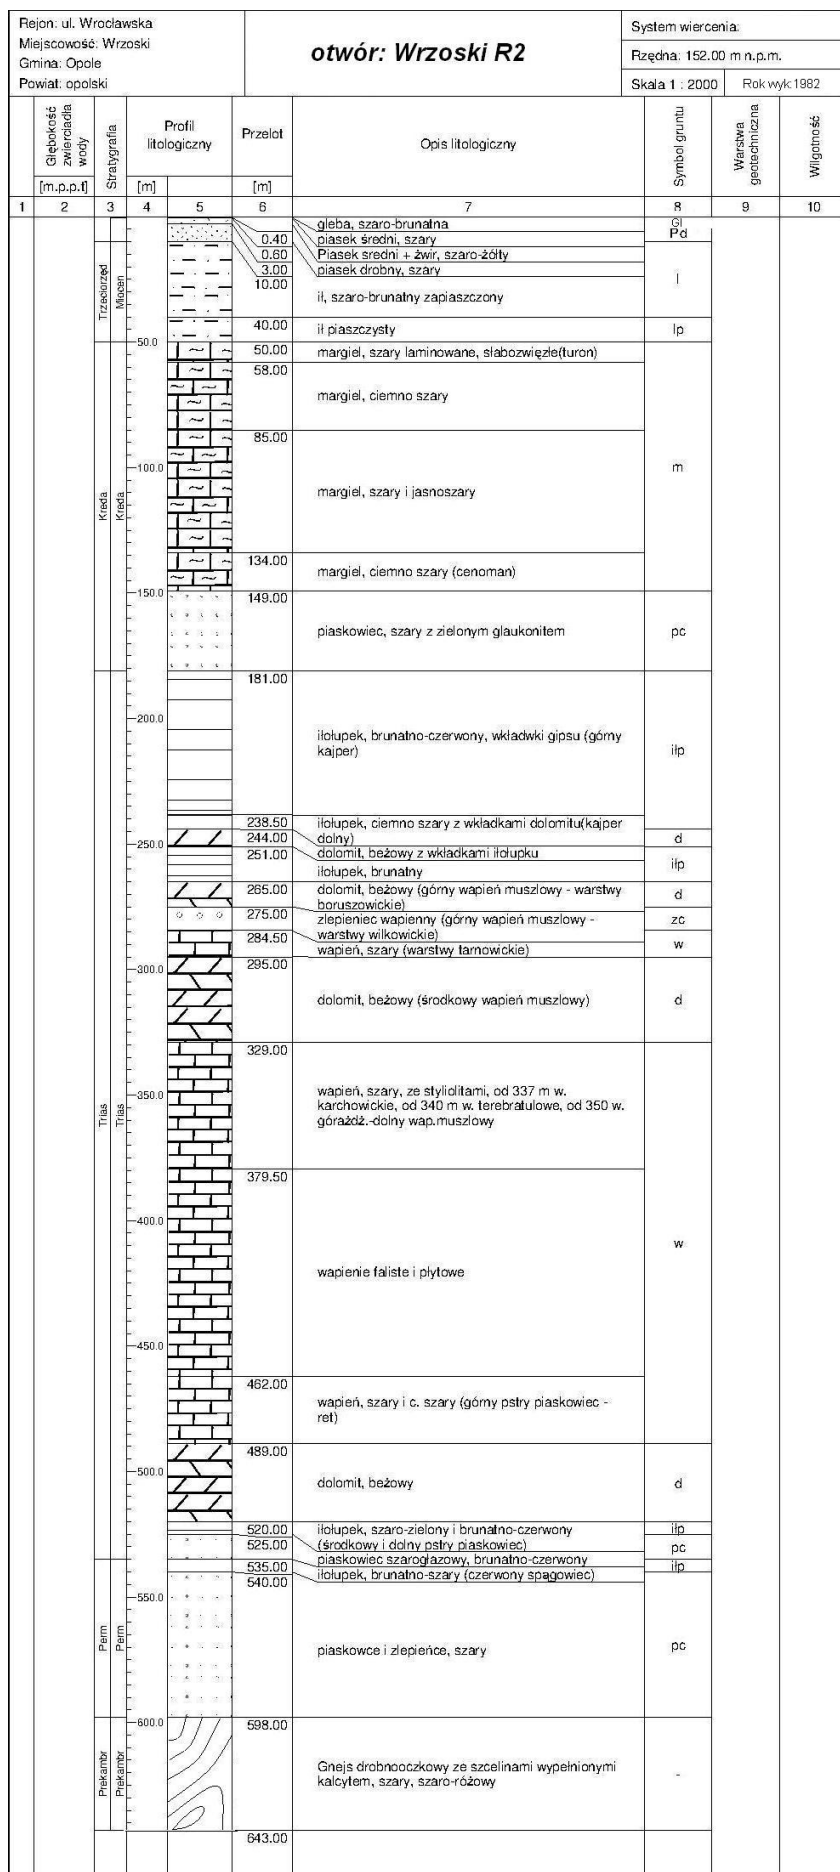 Rejon: ul. Wrocławska
Miejscowość: Wrzoski
Gmina: Opole
Powiat: opolski
otwór: Wrzoski R2
System wiercenia:
Rzędna: 152.00 m n.p.m.
Skala 1 : 2000 Rok wyk:1982
Głębokość zwierciadła wody
[m.p.p.t]
Stratygrafia
Profil litologiczny
[m]
Przelot
[m]
Opis litologiczny
Symbol gruntu
Warstwa geotechniczna
Wilgotność
1 2 3 4 5 6 7 8 9 10
gleba, szaro-brunatna Gl
0.40 piasek średni, szary Pd
0.60 Piasek sredni + żwir, szaro-żółty
3.00 piasek drobny, szary
10.00
ił, szaro-brunatny zapiaszczony I
Trzeciorzęd Miocen
40.00 ił piaszczysty Ip
50.0 50.00 margiel, szary laminowane, słabozwięzłe(turon)
58.00
margiel, ciemno szary
85.00
100.0 m
margiel, szary i jasnoszary
Kreda Kreda
134.00
margiel, ciemno szary (cenoman)
150.0 149.00
piaskowiec, szary z zielonym glaukonitem pc
181.00
200.0
iłołupek, brunatno-czerwony, wkładwki gipsu (górny
kajper) iłp
238.50 iłołupek, ciemno szary z wkładkami dolomitu(kajper
244.00 dolny) d
250.0 251.00 dolomit, beżowy z wkładkami iłołupku
iłołupek, brunatny iłp
265.00 dolomit, beżowy (górny wapień muszlowy - warstwy d
boruszowickie)
275.00 zlepieniec wapienny (górny wapień muszlowy - zc
warstwy wilkowickie)
284.50 wapień, szary (warstwy tarnowickie) w
300.0 295.00
dolomit, beżowy (środkowy wapień muszlowy) d
329.00
350.0 wapień, szary, ze styliolitami, od 337 m w.
karchowickie, od 340 m w. terebratulowe, od 350 w.
górażdż.-dolny wap.muszlowy
Trias Trias
379.50
400.0
w
wapienie faliste i płytowe
450.0
462.00
wapień, szary i c. szary (górny pstry piaskowiec -
ret)
489.00
500.0 dolomit, beżowy d
520.00 iłołupek, szaro-zielony i brunatno-czerwony iłp
525.00 (środkowy i dolny pstry piaskowiec) pc
piaskowiec szarogłazowy, brunatno-czerwony
535.00 iłołupek, brunatno-szary (czerwony spągowiec) iłp
540.00
550.0
Perm Perm
piaskowce i zlepieńce, szary pc
600.0 598.00
Gnejs drobnooczkowy ze szcelinami wypełnionymi
kalcytem, szary, szaro-różowy -
Prekambr Prekambr
643.00